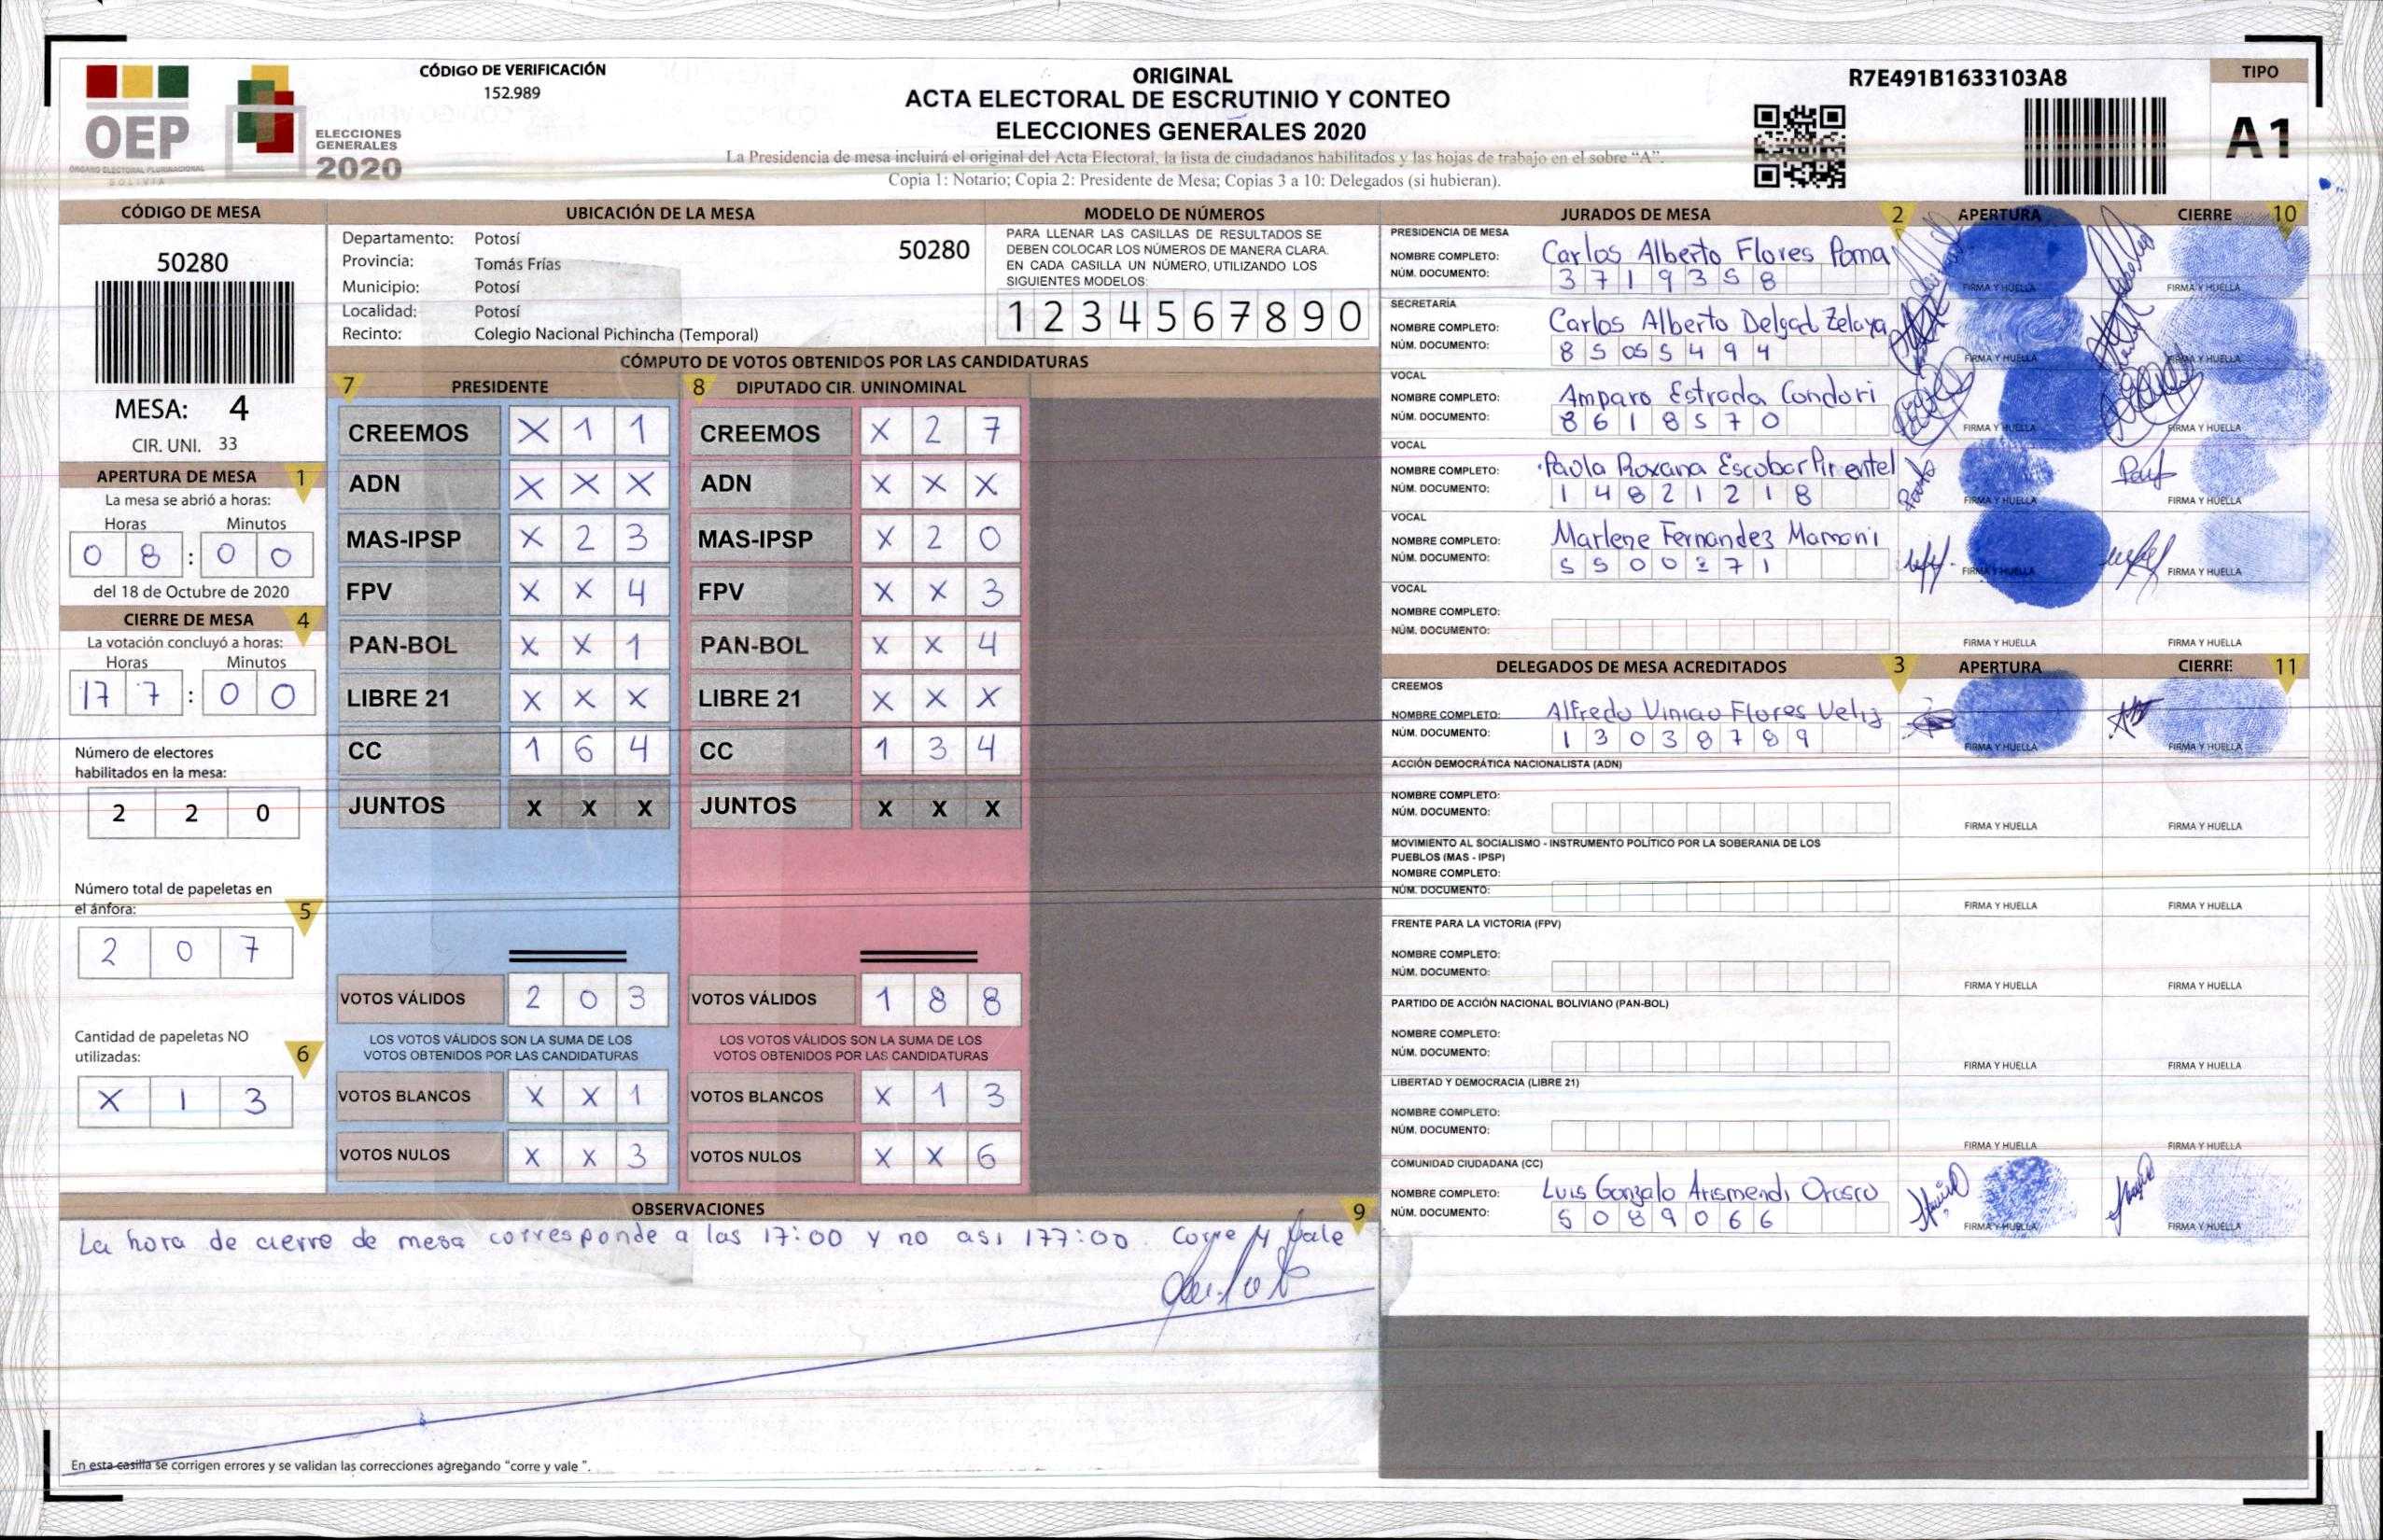 OEP
ÓRGANO ELECTORAL PLURINACIONAL
BOLIVIA
ELECCIONES
GENERALES
2020
CÓDIGO DE VERIFICACIÓN
152.989
ORIGINAL
ACTA ELECTORAL DE ESCRUTINIO Y CONTEO
ELECCIONES GENERALES 2020
La Presidencia de mesa incluirá el original del Acta Electoral, la lista de ciudadanos habilitados y las hojas de trabajo en el sobre "A".
Copia 1: Notario; Copia 2: Presidente de Mesa; Copias 3 a 10: Delegados (si hubieran).
R7E491B1633103A8
TIPO
A1
CÓDIGO DE MESA
50280
MESA: 4
CIR. UNI. 33
APERTURA DE MESA 1
La mesa se abrió a horas:
Horas Minutos
0 8 : 0 0
del 18 de Octubre de 2020
CIERRE DE MESA 4
La votación concluyó a horas:
Horas Minutos
17 7 : 0 0
Número de electores
habilitados en la mesa:
2 2 0
Número total de papeletas en
el ánfora: 5
2 0 7
Cantidad de papeletas NO
utilizadas: 6
X 1 3
UBICACIÓN DE LA MESA
Departamento: Potosí 50280
Provincia: Tomás Frías
Municipio: Potosí
Localidad: Potosí
Recinto: Colegio Nacional Pichincha (Temporal)
MODELO DE NÚMEROS
PARA LLENAR LAS CASILLAS DE RESULTADOS SE
DEBEN COLOCAR LOS NÚMEROS DE MANERA CLARA.
EN CADA CASILLA UN NÚMERO, UTILIZANDO LOS
SIGUIENTES MODELOS:
1 2 3 4 5 6 7 8 9 0
CÓMPUTO DE VOTOS OBTENIDOS POR LAS CANDIDATURAS
7 PRESIDENTE 8 DIPUTADO CIR. UNINOMINAL
CREEMOS X 1 1 CREEMOS X 2 7
ADN X X X ADN X X X
MAS-IPSP X 2 3 MAS-IPSP X 2 0
FPV X X 4 FPV X X 3
PAN-BOL X X 1 PAN-BOL X X 4
LIBRE 21 X X X LIBRE 21 X X X
CC 1 6 4 CC 1 3 4
JUNTOS X X X JUNTOS X X X
VOTOS VÁLIDOS 2 0 3 VOTOS VÁLIDOS 1 8 8
LOS VOTOS VÁLIDOS SON LA SUMA DE LOS LOS VOTOS VÁLIDOS SON LA SUMA DE LOS
VOTOS OBTENIDOS POR LAS CANDIDATURAS VOTOS OBTENIDOS POR LAS CANDIDATURAS
VOTOS BLANCOS X X 1 VOTOS BLANCOS X 1 3
VOTOS NULOS X X 3 VOTOS NULOS X X 6
OBSERVACIONES 9
La hora de cierre de mesa corresponde a las 17:00 y no asi 177:00. Corre y Vale
En esta casilla se corrigen errores y se validan las correcciones agregando "corre y vale ".
JURADOS DE MESA 2 APERTURA CIERRE 10
PRESIDENCIA DE MESA
NOMBRE COMPLETO: Carlos Alberto Flores Poma
NÚM. DOCUMENTO: 3 7 1 9 3 5 8
FIRMA Y HUELLA FIRMA Y HUELLA
SECRETARÍA
NOMBRE COMPLETO: Carlos Alberto Delgad Zelaya
NÚM. DOCUMENTO: 8 5 05 5 4 9 4
FIRMA Y HUELLA FIRMA Y HUELLA
VOCAL
NOMBRE COMPLETO: Amparo Estrada Condori
NÚM. DOCUMENTO: 8 6 1 8 5 7 0
FIRMA Y HUELLA FIRMA Y HUELLA
VOCAL
NOMBRE COMPLETO: Paola Roxana Escobar Pimentel
NÚM. DOCUMENTO: 1 4 8 2 1 2 1 8
FIRMA Y HUELLA FIRMA Y HUELLA
VOCAL
NOMBRE COMPLETO: Marlene Fernandez Mamani
NÚM. DOCUMENTO: 5 5 0 0 2 7 1
FIRMA Y HUELLA FIRMA Y HUELLA
VOCAL
NOMBRE COMPLETO:
NÚM. DOCUMENTO:
FIRMA Y HUELLA FIRMA Y HUELLA
DELEGADOS DE MESA ACREDITADOS 3 APERTURA CIERRE 11
CREEMOS
NOMBRE COMPLETO: Alfredo Vinicio Flores Veliz
NÚM. DOCUMENTO: 1 3 0 3 8 7 8 9
FIRMA Y HUELLA FIRMA Y HUELLA
ACCIÓN DEMOCRÁTICA NACIONALISTA (ADN)
NOMBRE COMPLETO:
NÚM. DOCUMENTO:
FIRMA Y HUELLA FIRMA Y HUELLA
MOVIMIENTO AL SOCIALISMO - INSTRUMENTO POLÍTICO POR LA SOBERANIA DE LOS
PUEBLOS (MAS - IPSP)
NOMBRE COMPLETO:
NÚM. DOCUMENTO:
FIRMA Y HUELLA FIRMA Y HUELLA
FRENTE PARA LA VICTORIA (FPV)
NOMBRE COMPLETO:
NÚM. DOCUMENTO:
FIRMA Y HUELLA FIRMA Y HUELLA
PARTIDO DE ACCIÓN NACIONAL BOLIVIANO (PAN-BOL)
NOMBRE COMPLETO:
NÚM. DOCUMENTO:
FIRMA Y HUELLA FIRMA Y HUELLA
LIBERTAD Y DEMOCRACIA (LIBRE 21)
NOMBRE COMPLETO:
NÚM. DOCUMENTO:
FIRMA Y HUELLA FIRMA Y HUELLA
COMUNIDAD CIUDADANA (CC)
NOMBRE COMPLETO: Luis Gonzalo Arismendi Orosco
NÚM. DOCUMENTO: 5 0 8 9 0 6 6
FIRMA Y HUELLA FIRMA Y HUELLA